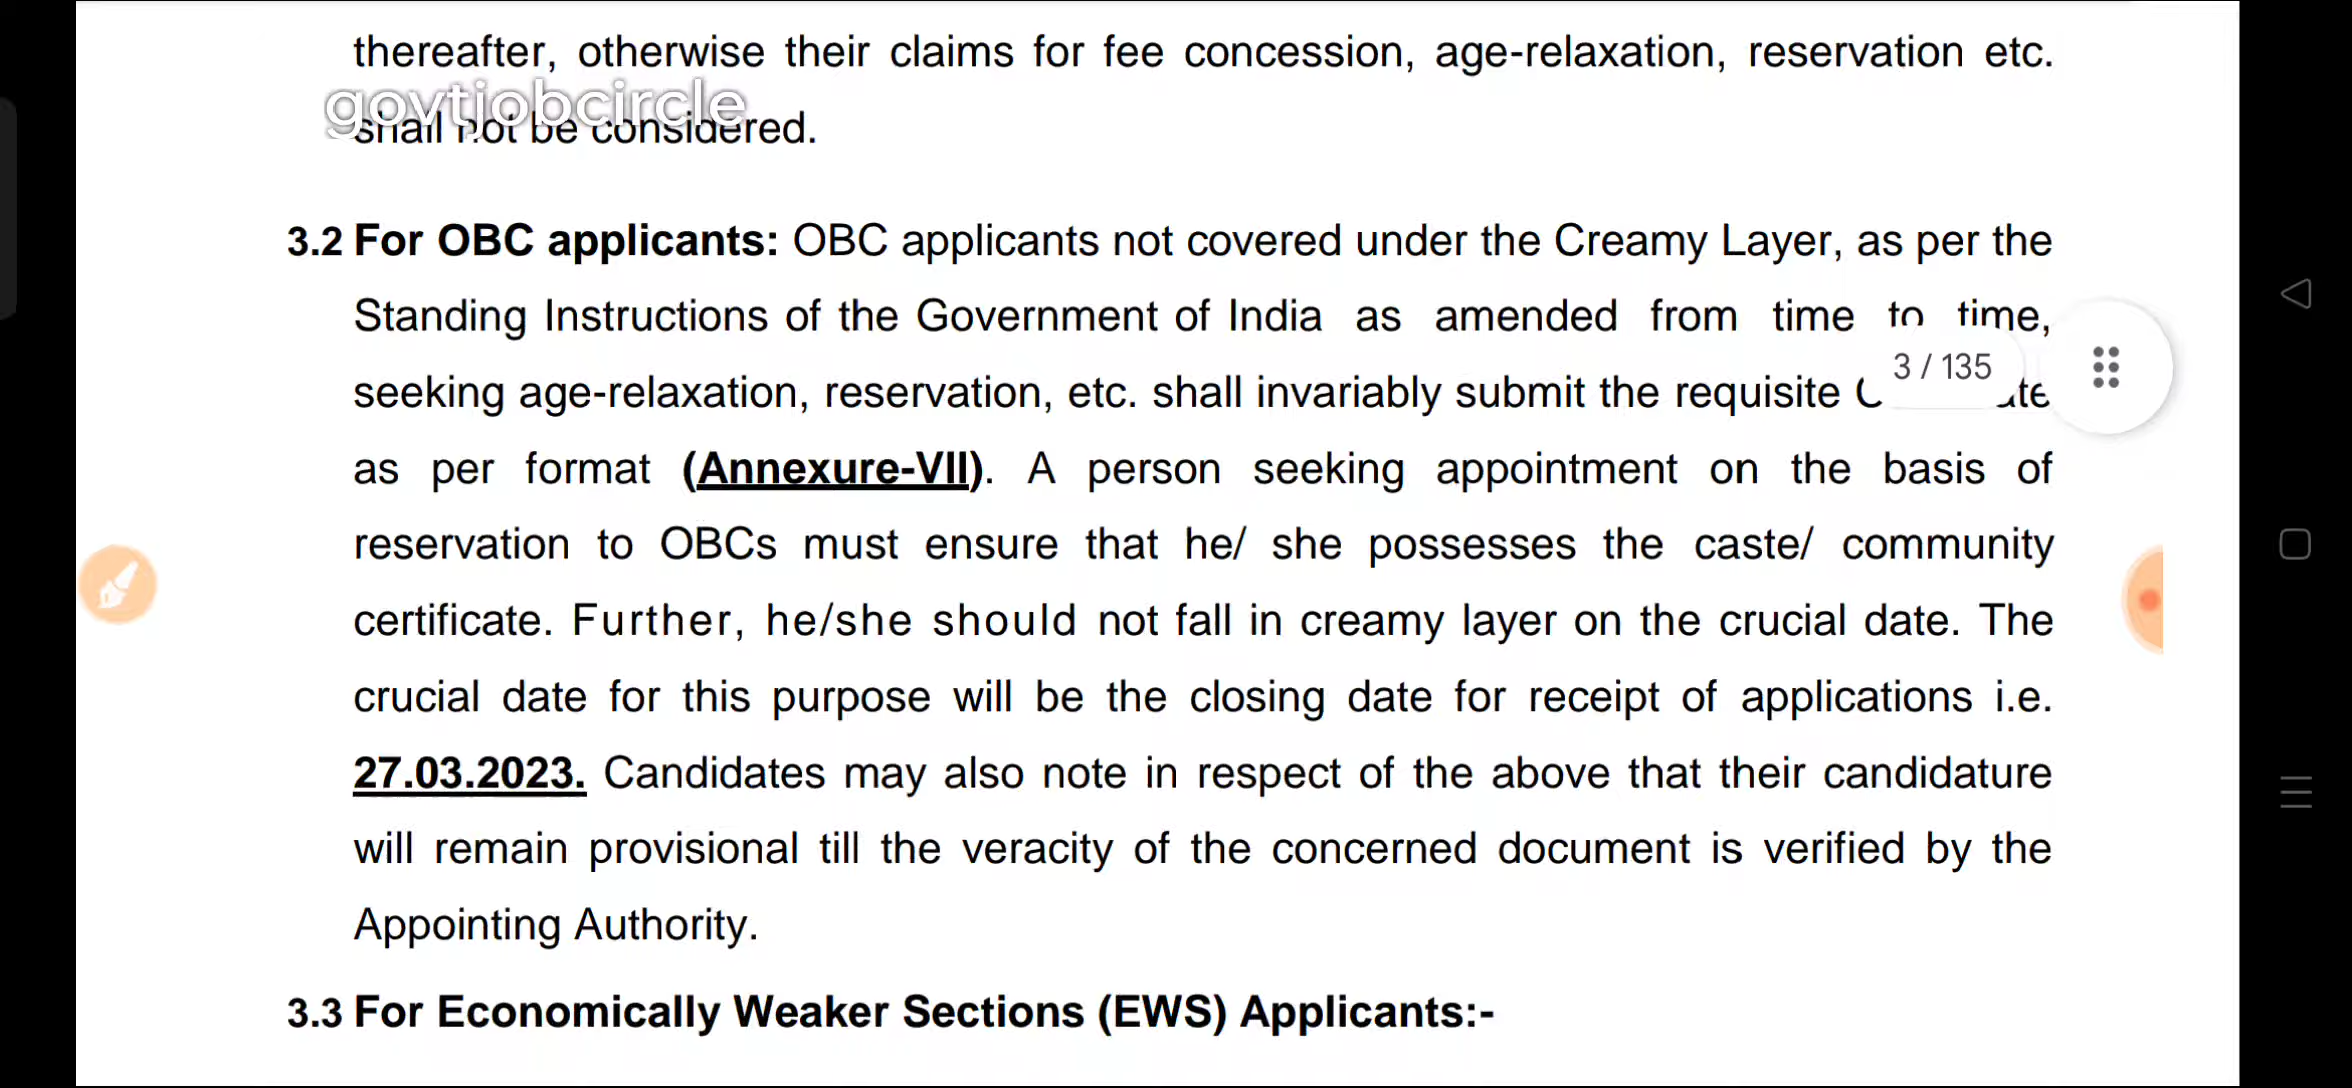 thereafter, otherwise their claims for fee concession, age-relaxation, reservation etc.
govtjobcircle
shall not be considered.
3.2 For OBC applicants: OBC applicants not covered under the Creamy Layer, as per the
Standing Instructions of the Government of India as amended from time to time,
3 / 135
seeking age-relaxation, reservation, etc. shall invariably submit the requisite
as per format (Annexure-VII). A person seeking appointment on the basis of
reservation to OBCs must ensure that he/ she possesses the caste/ community
certificate. Further, he/she should not fall in creamy layer on the crucial date. The
crucial date for this purpose will be the closing date for receipt of applications i.e.
27.03.2023. Candidates may also note in respect of the above that their candidature
will remain provisional till the veracity of the concerned document is verified by the
Appointing Authority.
3.3 For Economically Weaker Sections (EWS) Applicants:-